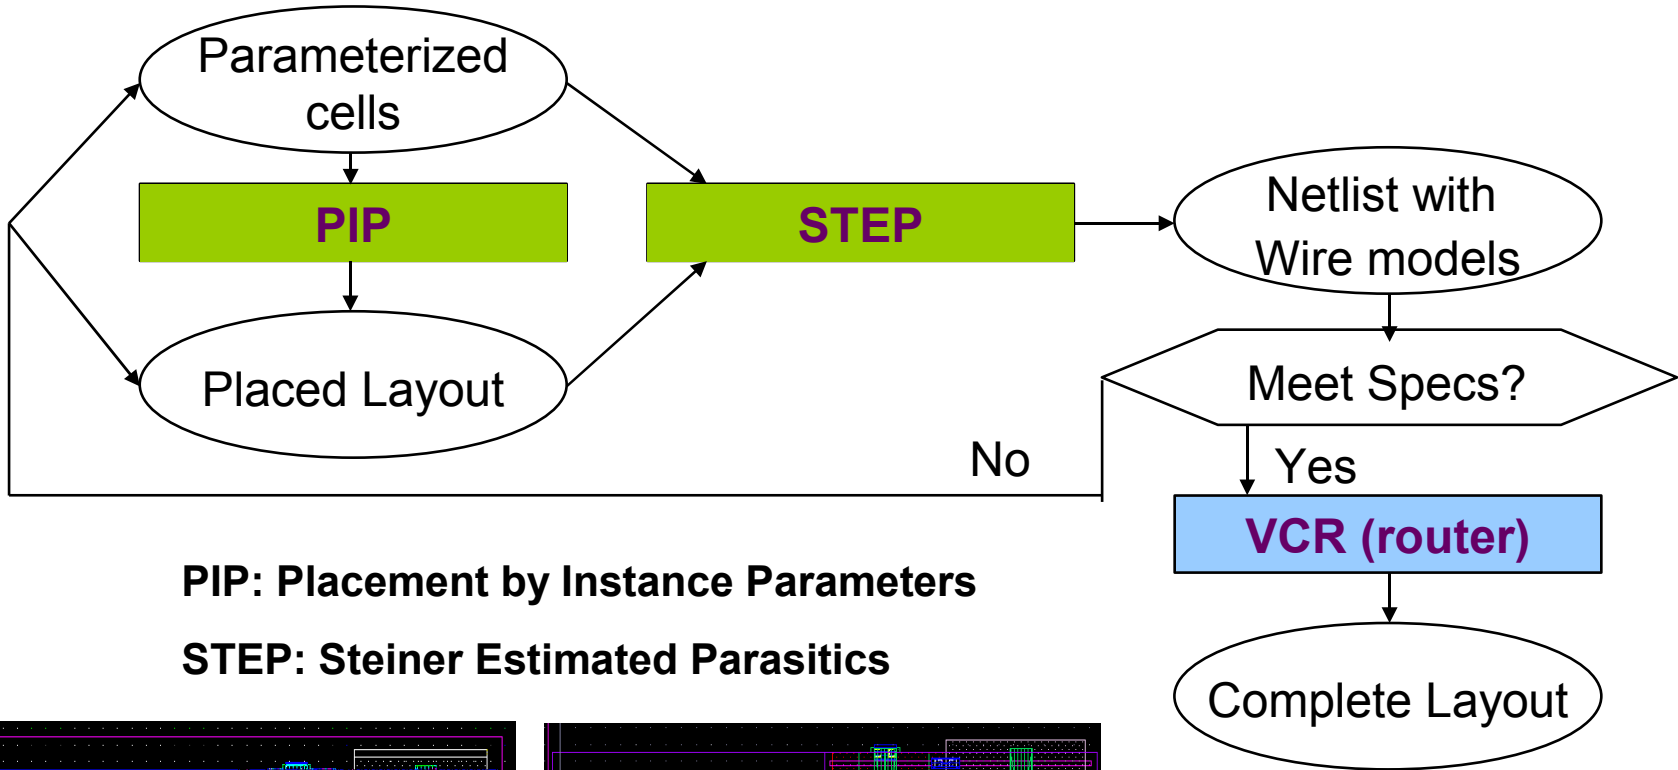 Parameterized
cells
PIP
STEP
Netlist with
Wire models
Placed Layout
Meet Specs?
No
Yes
VCR (router)
PIP: Placement by Instance Parameters
STEP: Steiner Estimated Parasitics
Complete Layout